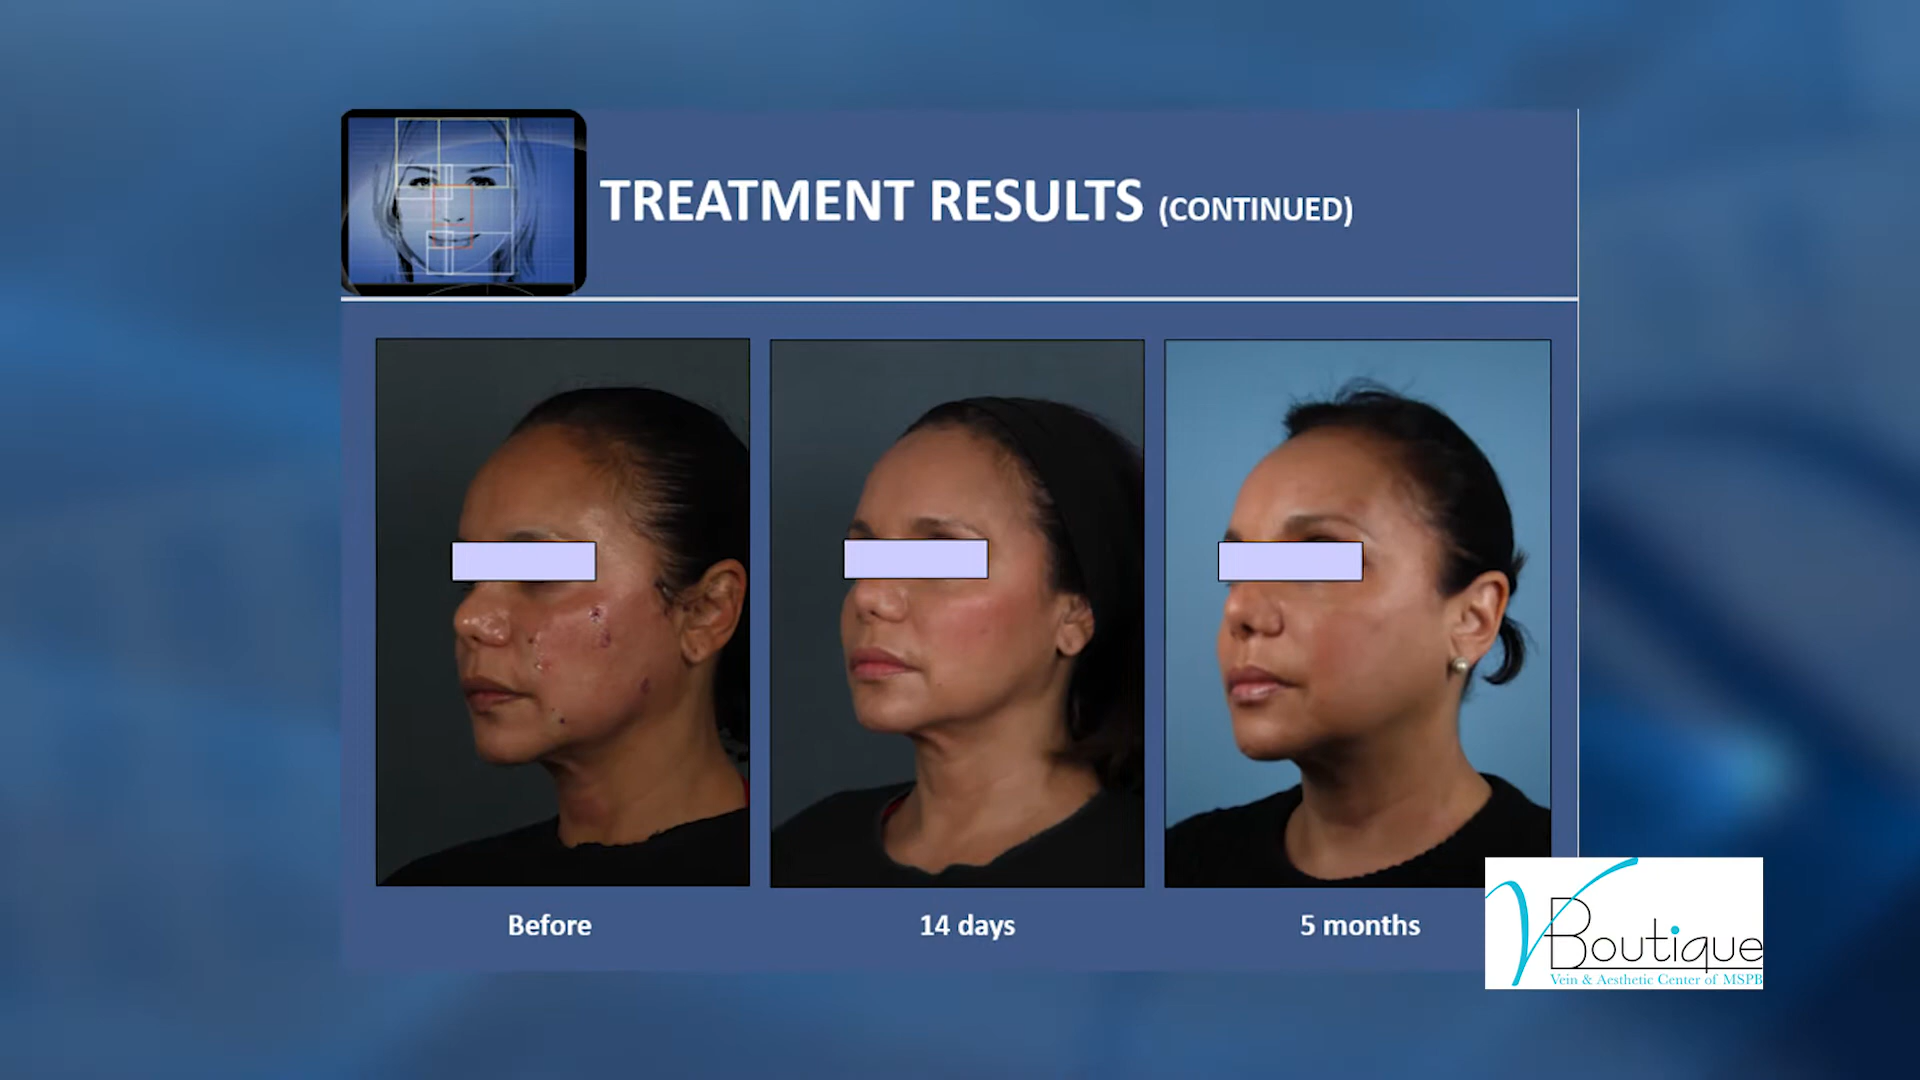 TREATMENT RESULTS (CONTINUED)
Before
14 days
5 months
V Boutique
Vein & Aesthetic Center of MSPB